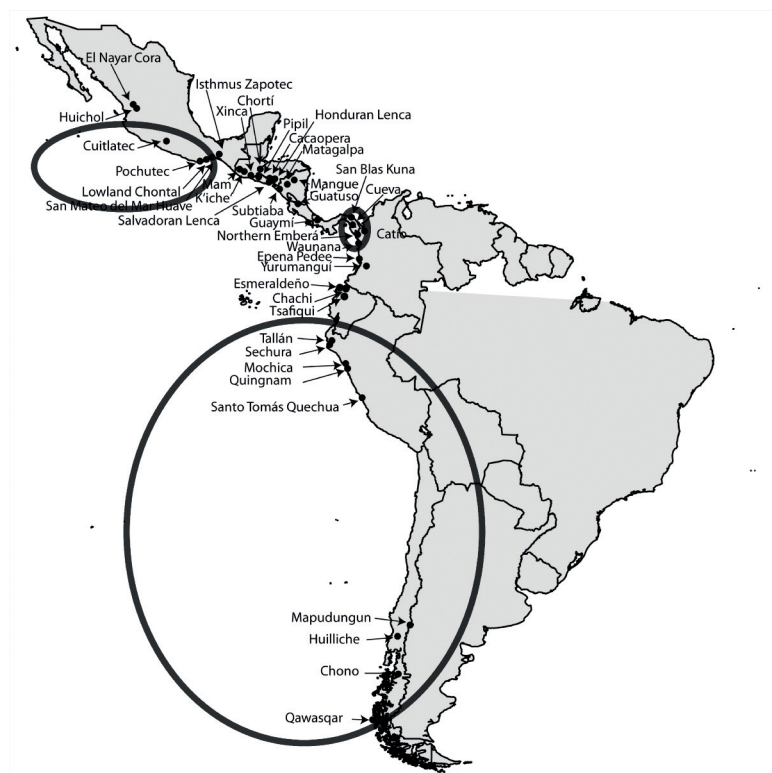 El Nayar Cora
Isthmus Zapotec
Chortí
Xinca
Huichol
Pipil
Honduran Lenca
Cacaopera
Matagalpa
Cuitlatec
San Blas Kuna
Pochutec
Mam
Mangue
Cueva
Lowland Chontal
K'iche'
Guatuso
San Mateo del Mar Huave
Subtiaba
Salvadoran Lenca
Guaymí
Northern Emberá
Catío
Waunana
Epena Pedee
Yurumanguí
Esmeraldeño
Chachi
Tsafiqui
Tallán
Sechura
Mochica
Quingnam
Santo Tomás Quechua
Mapudungun
Huilliche
Chono
Qawasqar